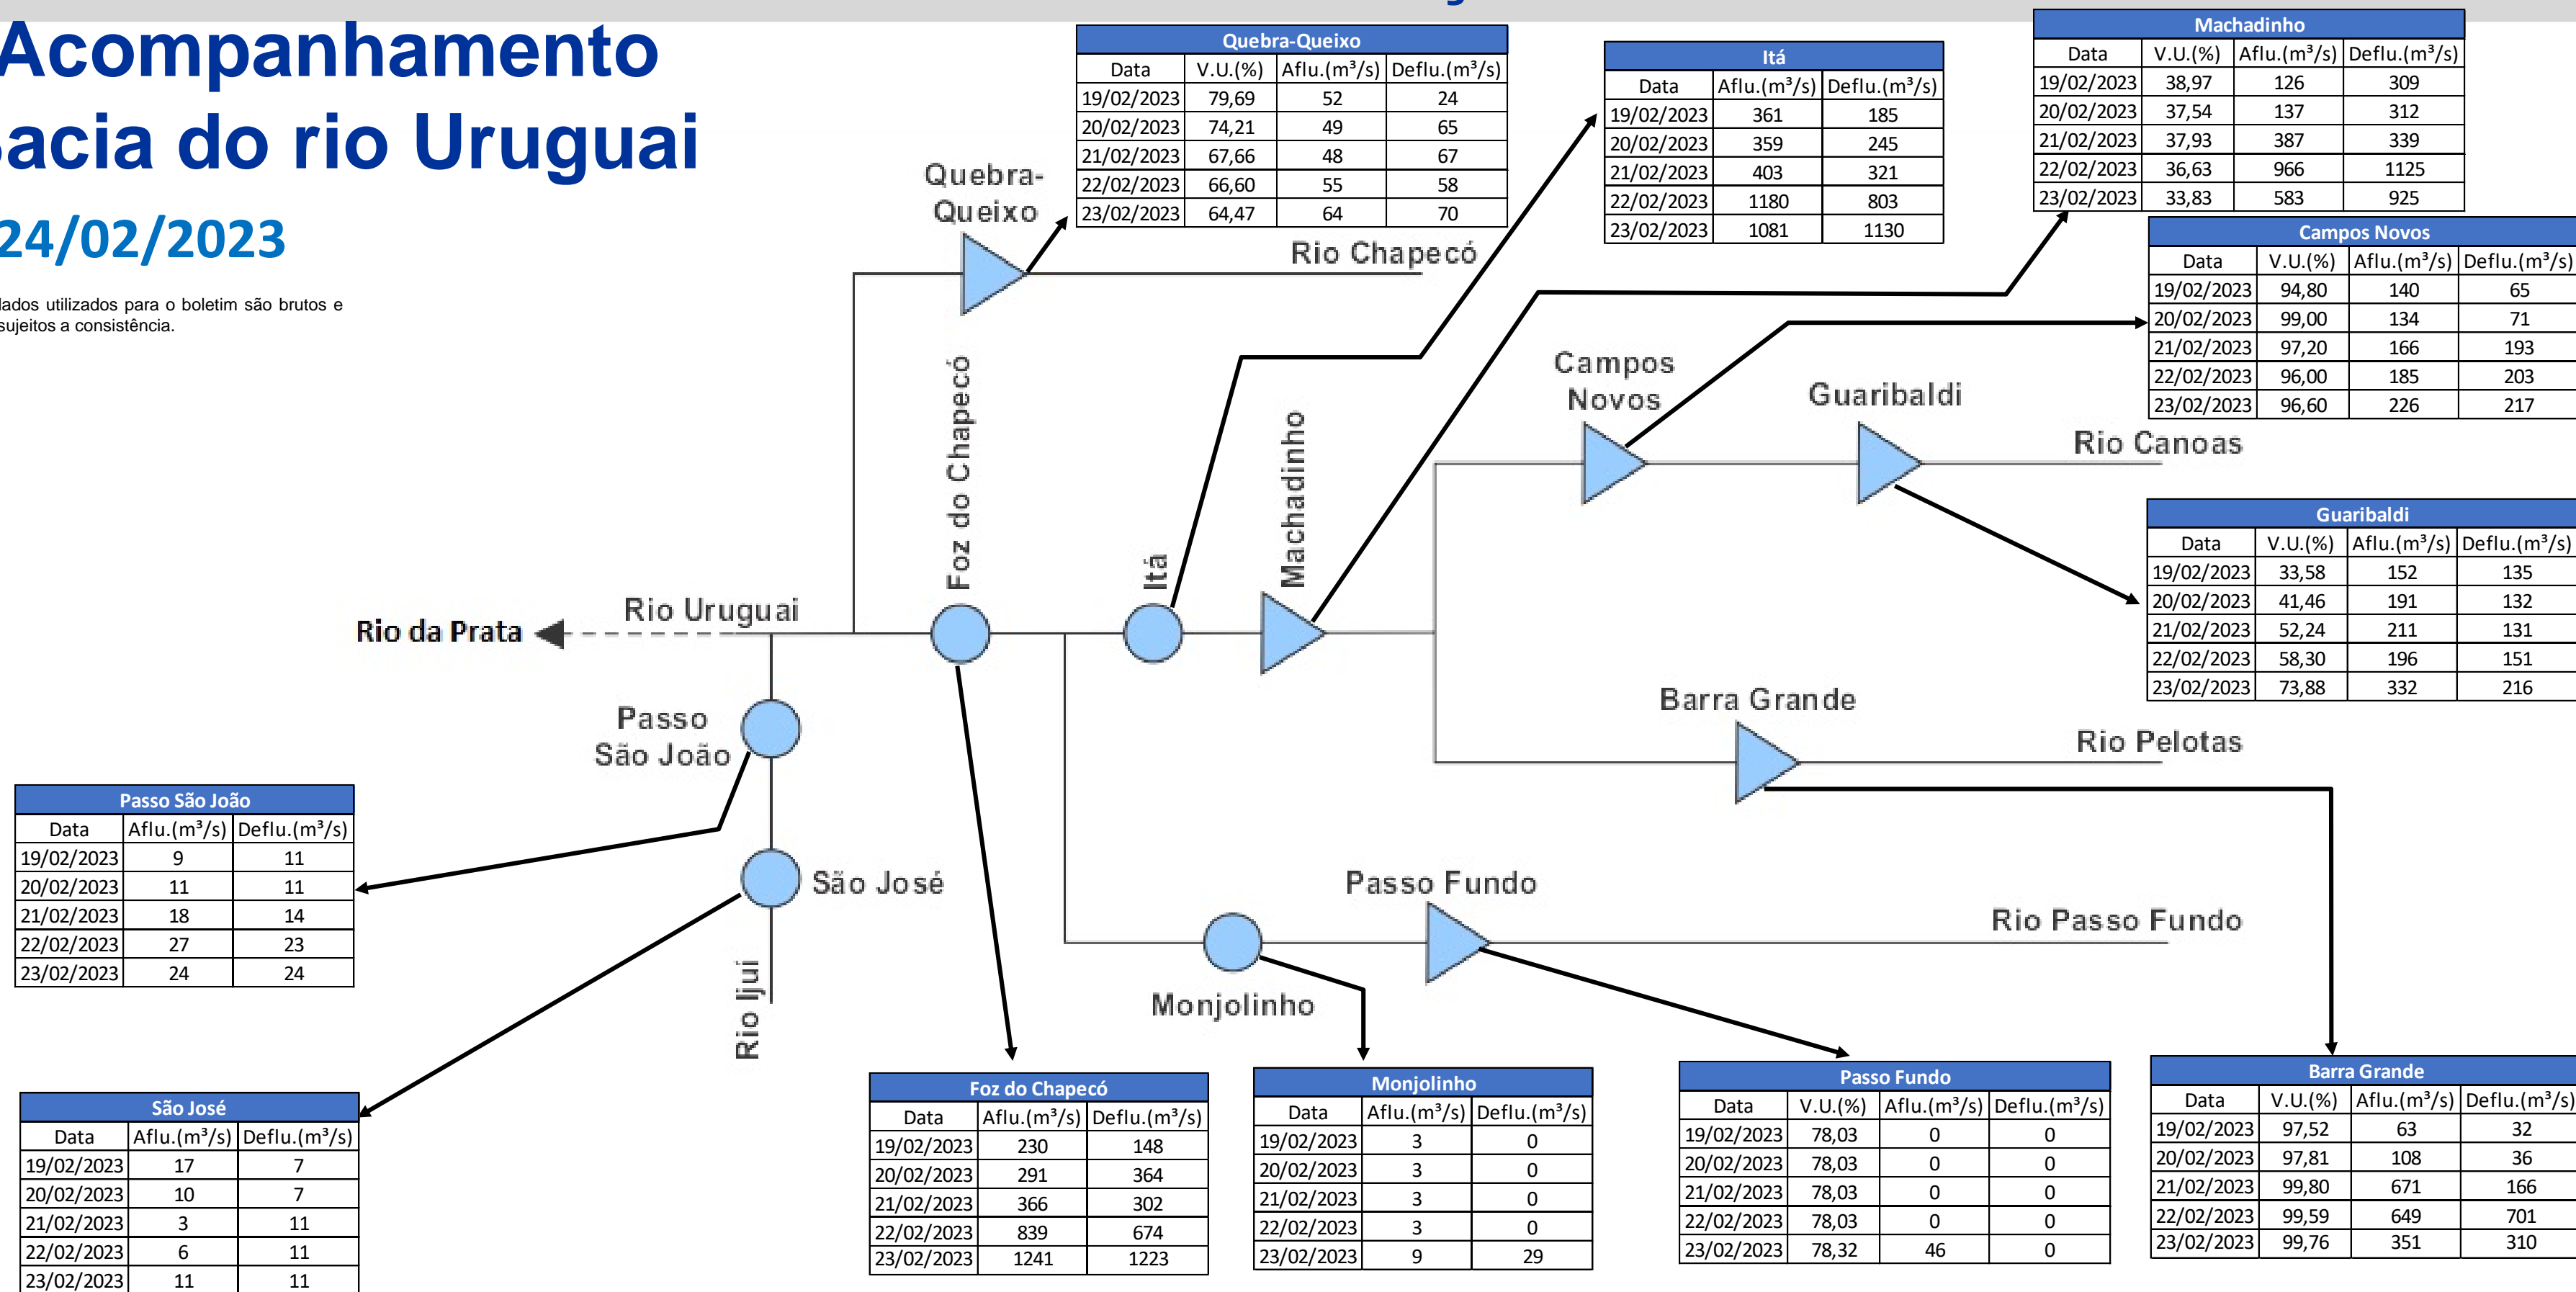 Acompanhamento
Bacia do rio Uruguai
24/02/2023
dados utilizados para o boletim são brutos e
sujeitos a consistência.
Quebra-Queixo
Data V.U.(%) Aflu.(m³/s) Deflu.(m³/s)
19/02/2023 79,69 52 24
20/02/2023 74,21 49 65
21/02/2023 67,66 48 67
22/02/2023 66,60 55 58
23/02/2023 64,47 64 70
Itá
Data Aflu.(m³/s) Deflu.(m³/s)
19/02/2023 361 185
20/02/2023 359 245
21/02/2023 403 321
22/02/2023 1180 803
23/02/2023 1081 1130
Machadinho
Data V.U.(%) Aflu.(m³/s) Deflu.(m³/s)
19/02/2023 38,97 126 309
20/02/2023 37,54 137 312
21/02/2023 37,93 387 339
22/02/2023 36,63 966 1125
23/02/2023 33,83 583 925
Campos Novos
Data V.U.(%) Aflu.(m³/s) Deflu.(m³/s)
19/02/2023 94,80 140 65
20/02/2023 99,00 134 71
21/02/2023 97,20 166 193
22/02/2023 96,00 185 203
23/02/2023 96,60 226 217
Quebra-
Queixo
Rio Chapecó
Foz do Chapecó
Itá
Machadinho
Campos
Novos
Guaribaldi
Rio Canoas
Guaribaldi
Data V.U.(%) Aflu.(m³/s) Deflu.(m³/s)
19/02/2023 33,58 152 135
20/02/2023 41,46 191 132
21/02/2023 52,24 211 131
22/02/2023 58,30 196 151
23/02/2023 73,88 332 216
Rio da Prata
Rio Uruguai
Passo
São João
Barra Grande
Rio Pelotas
São José
Passo Fundo
Rio Passo Fundo
Monjolinho
Rio Ijui
Passo São João
Data Aflu.(m³/s) Deflu.(m³/s)
19/02/2023 9 11
20/02/2023 11 11
21/02/2023 18 14
22/02/2023 27 23
23/02/2023 24 24
São José
Data Aflu.(m³/s) Deflu.(m³/s)
19/02/2023 17 7
20/02/2023 10 7
21/02/2023 3 11
22/02/2023 6 11
23/02/2023 11 11
Foz do Chapecó
Data Aflu.(m³/s) Deflu.(m³/s)
19/02/2023 230 148
20/02/2023 291 364
21/02/2023 366 302
22/02/2023 839 674
23/02/2023 1241 1223
Monjolinho
Data Aflu.(m³/s) Deflu.(m³/s)
19/02/2023 3 0
20/02/2023 3 0
21/02/2023 3 0
22/02/2023 3 0
23/02/2023 9 29
Passo Fundo
Data V.U.(%) Aflu.(m³/s) Deflu.(m³/s)
19/02/2023 78,03 0 0
20/02/2023 78,03 0 0
21/02/2023 78,03 0 0
22/02/2023 78,03 0 0
23/02/2023 78,32 46 0
Barra Grande
Data V.U.(%) Aflu.(m³/s) Deflu.(m³/s)
19/02/2023 97,52 63 32
20/02/2023 97,81 108 36
21/02/2023 99,80 671 166
22/02/2023 99,59 649 701
23/02/2023 99,76 351 310